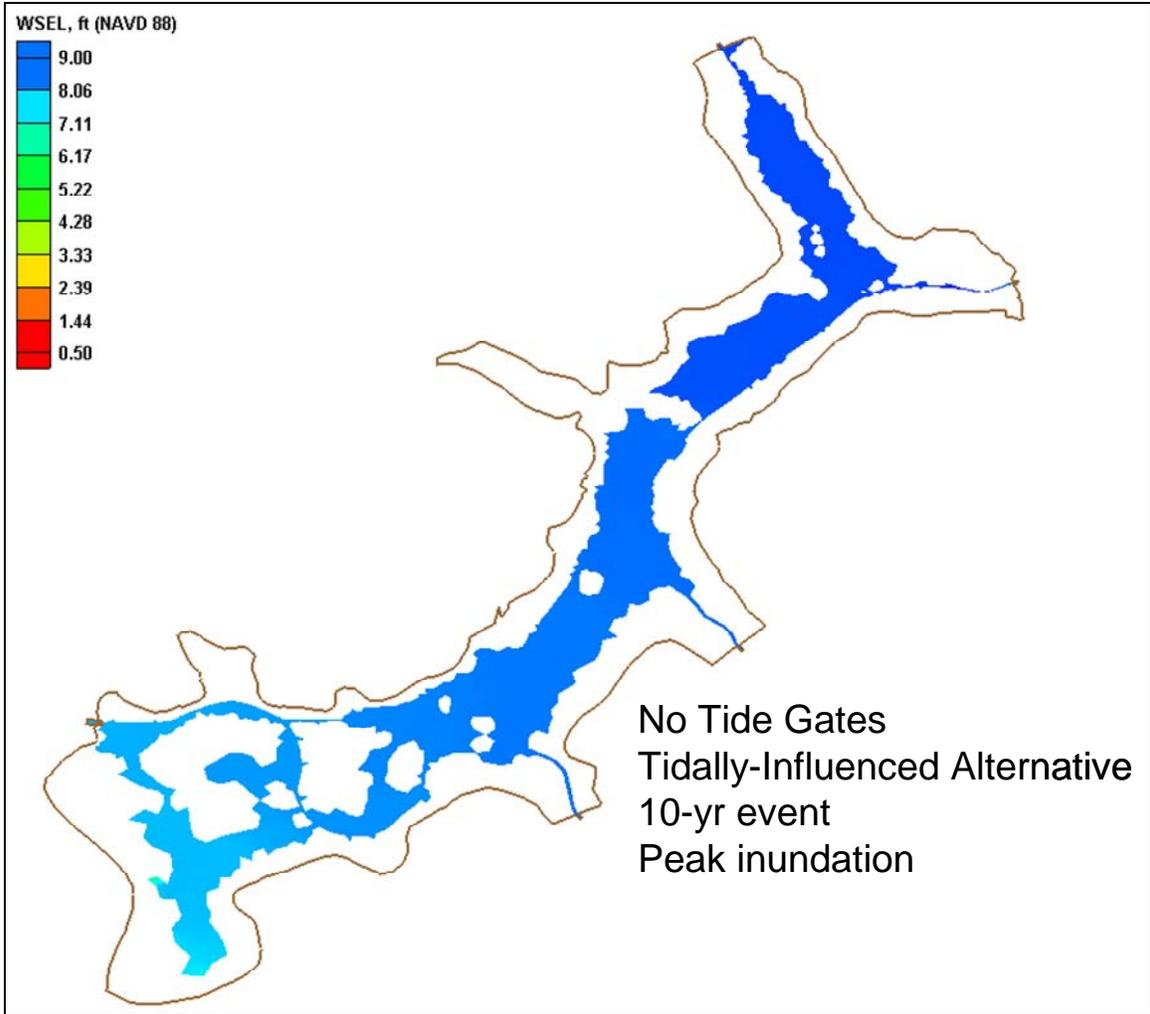 WSEL, ft (NAVD 88)
9.00
8.06
7.11
6.17
5.22
4.28
3.33
2.39
1.44
0.50
No Tide Gates
Tidally-Influenced Alternative
10-yr event
Peak inundation